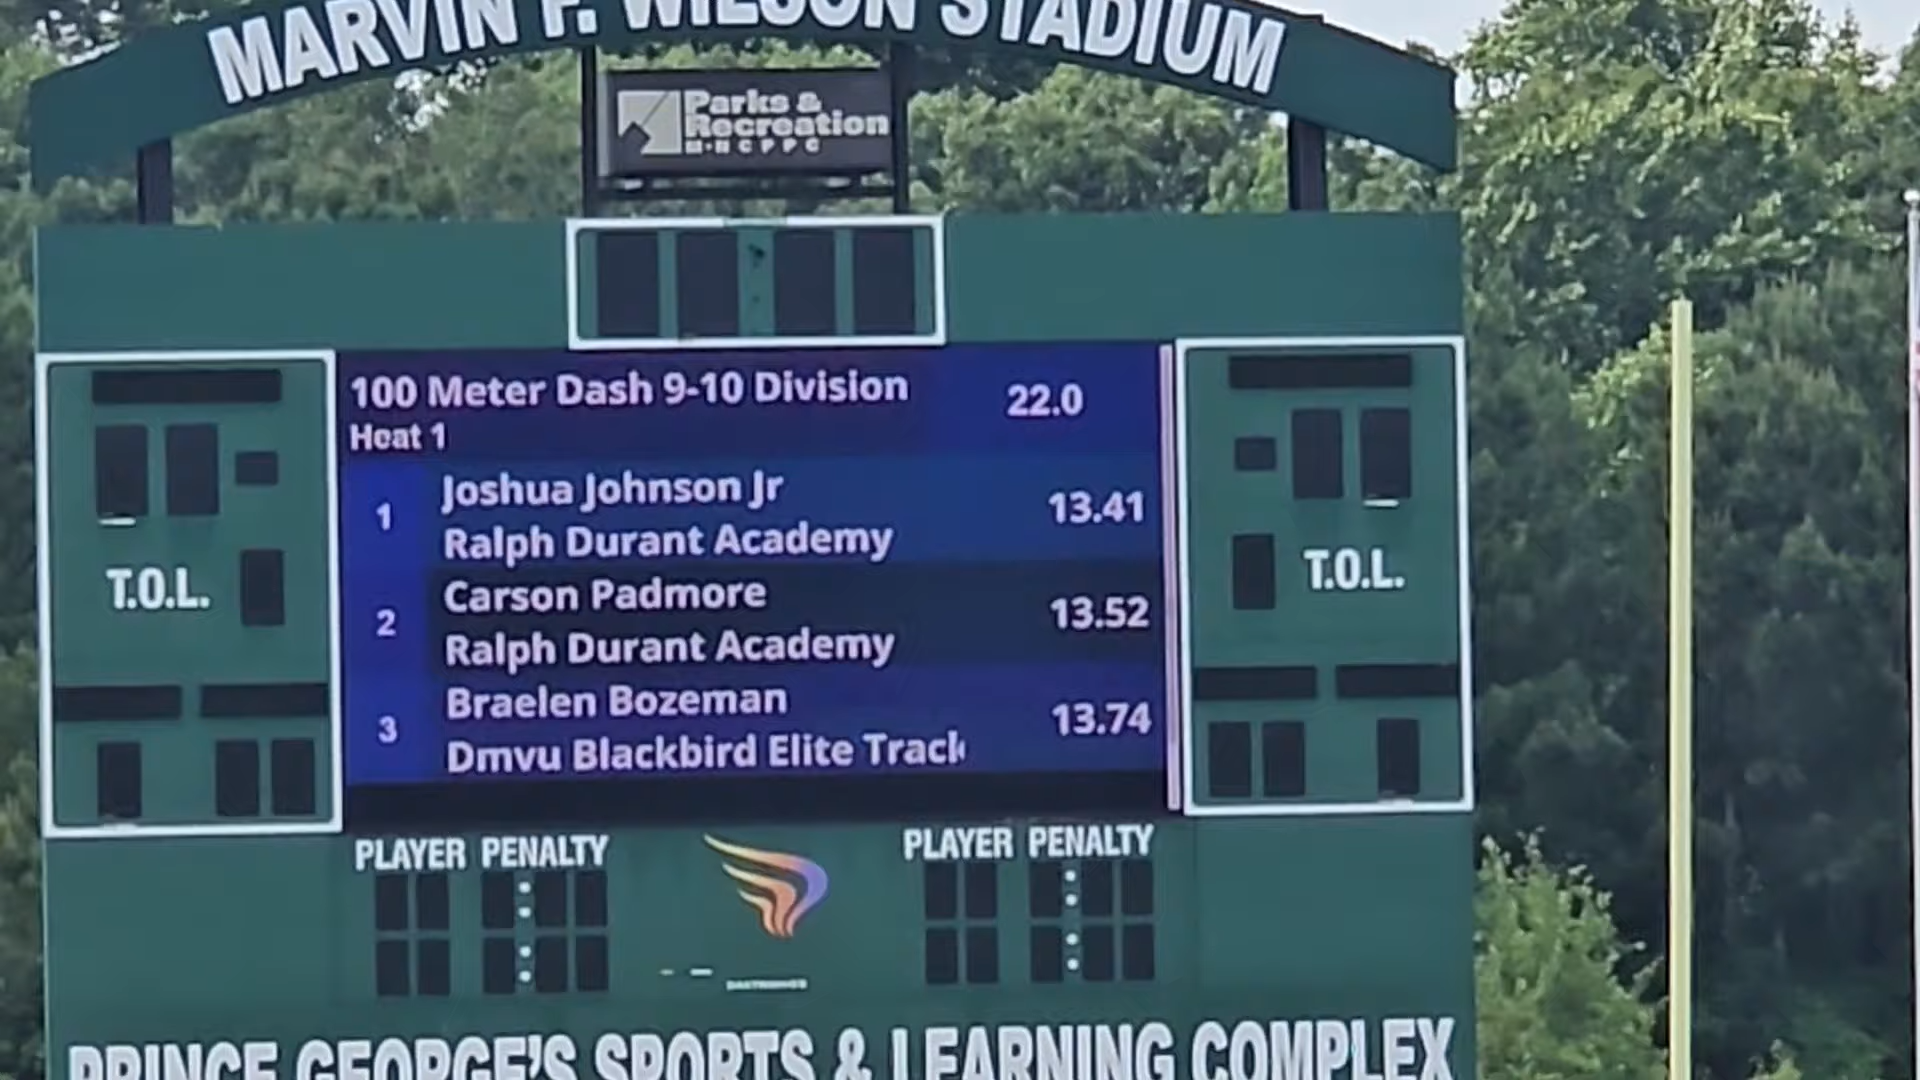 MARVIN F. WILSON STADIUM
Parks &
Recreation
M-NCPPC
100 Meter Dash 9-10 Division 22.0
Heat 1
1 Joshua Johnson Jr 13.41
Ralph Durant Academy
2 Carson Padmore 13.52
Ralph Durant Academy
3 Braelen Bozeman 13.74
Dmvu Blackbird Elite Track
T.O.L. T.O.L.
PLAYER PENALTY PLAYER PENALTY
DAKTRONICS
PRINCE GEORGE'S SPORTS & LEARNING COMPLEX